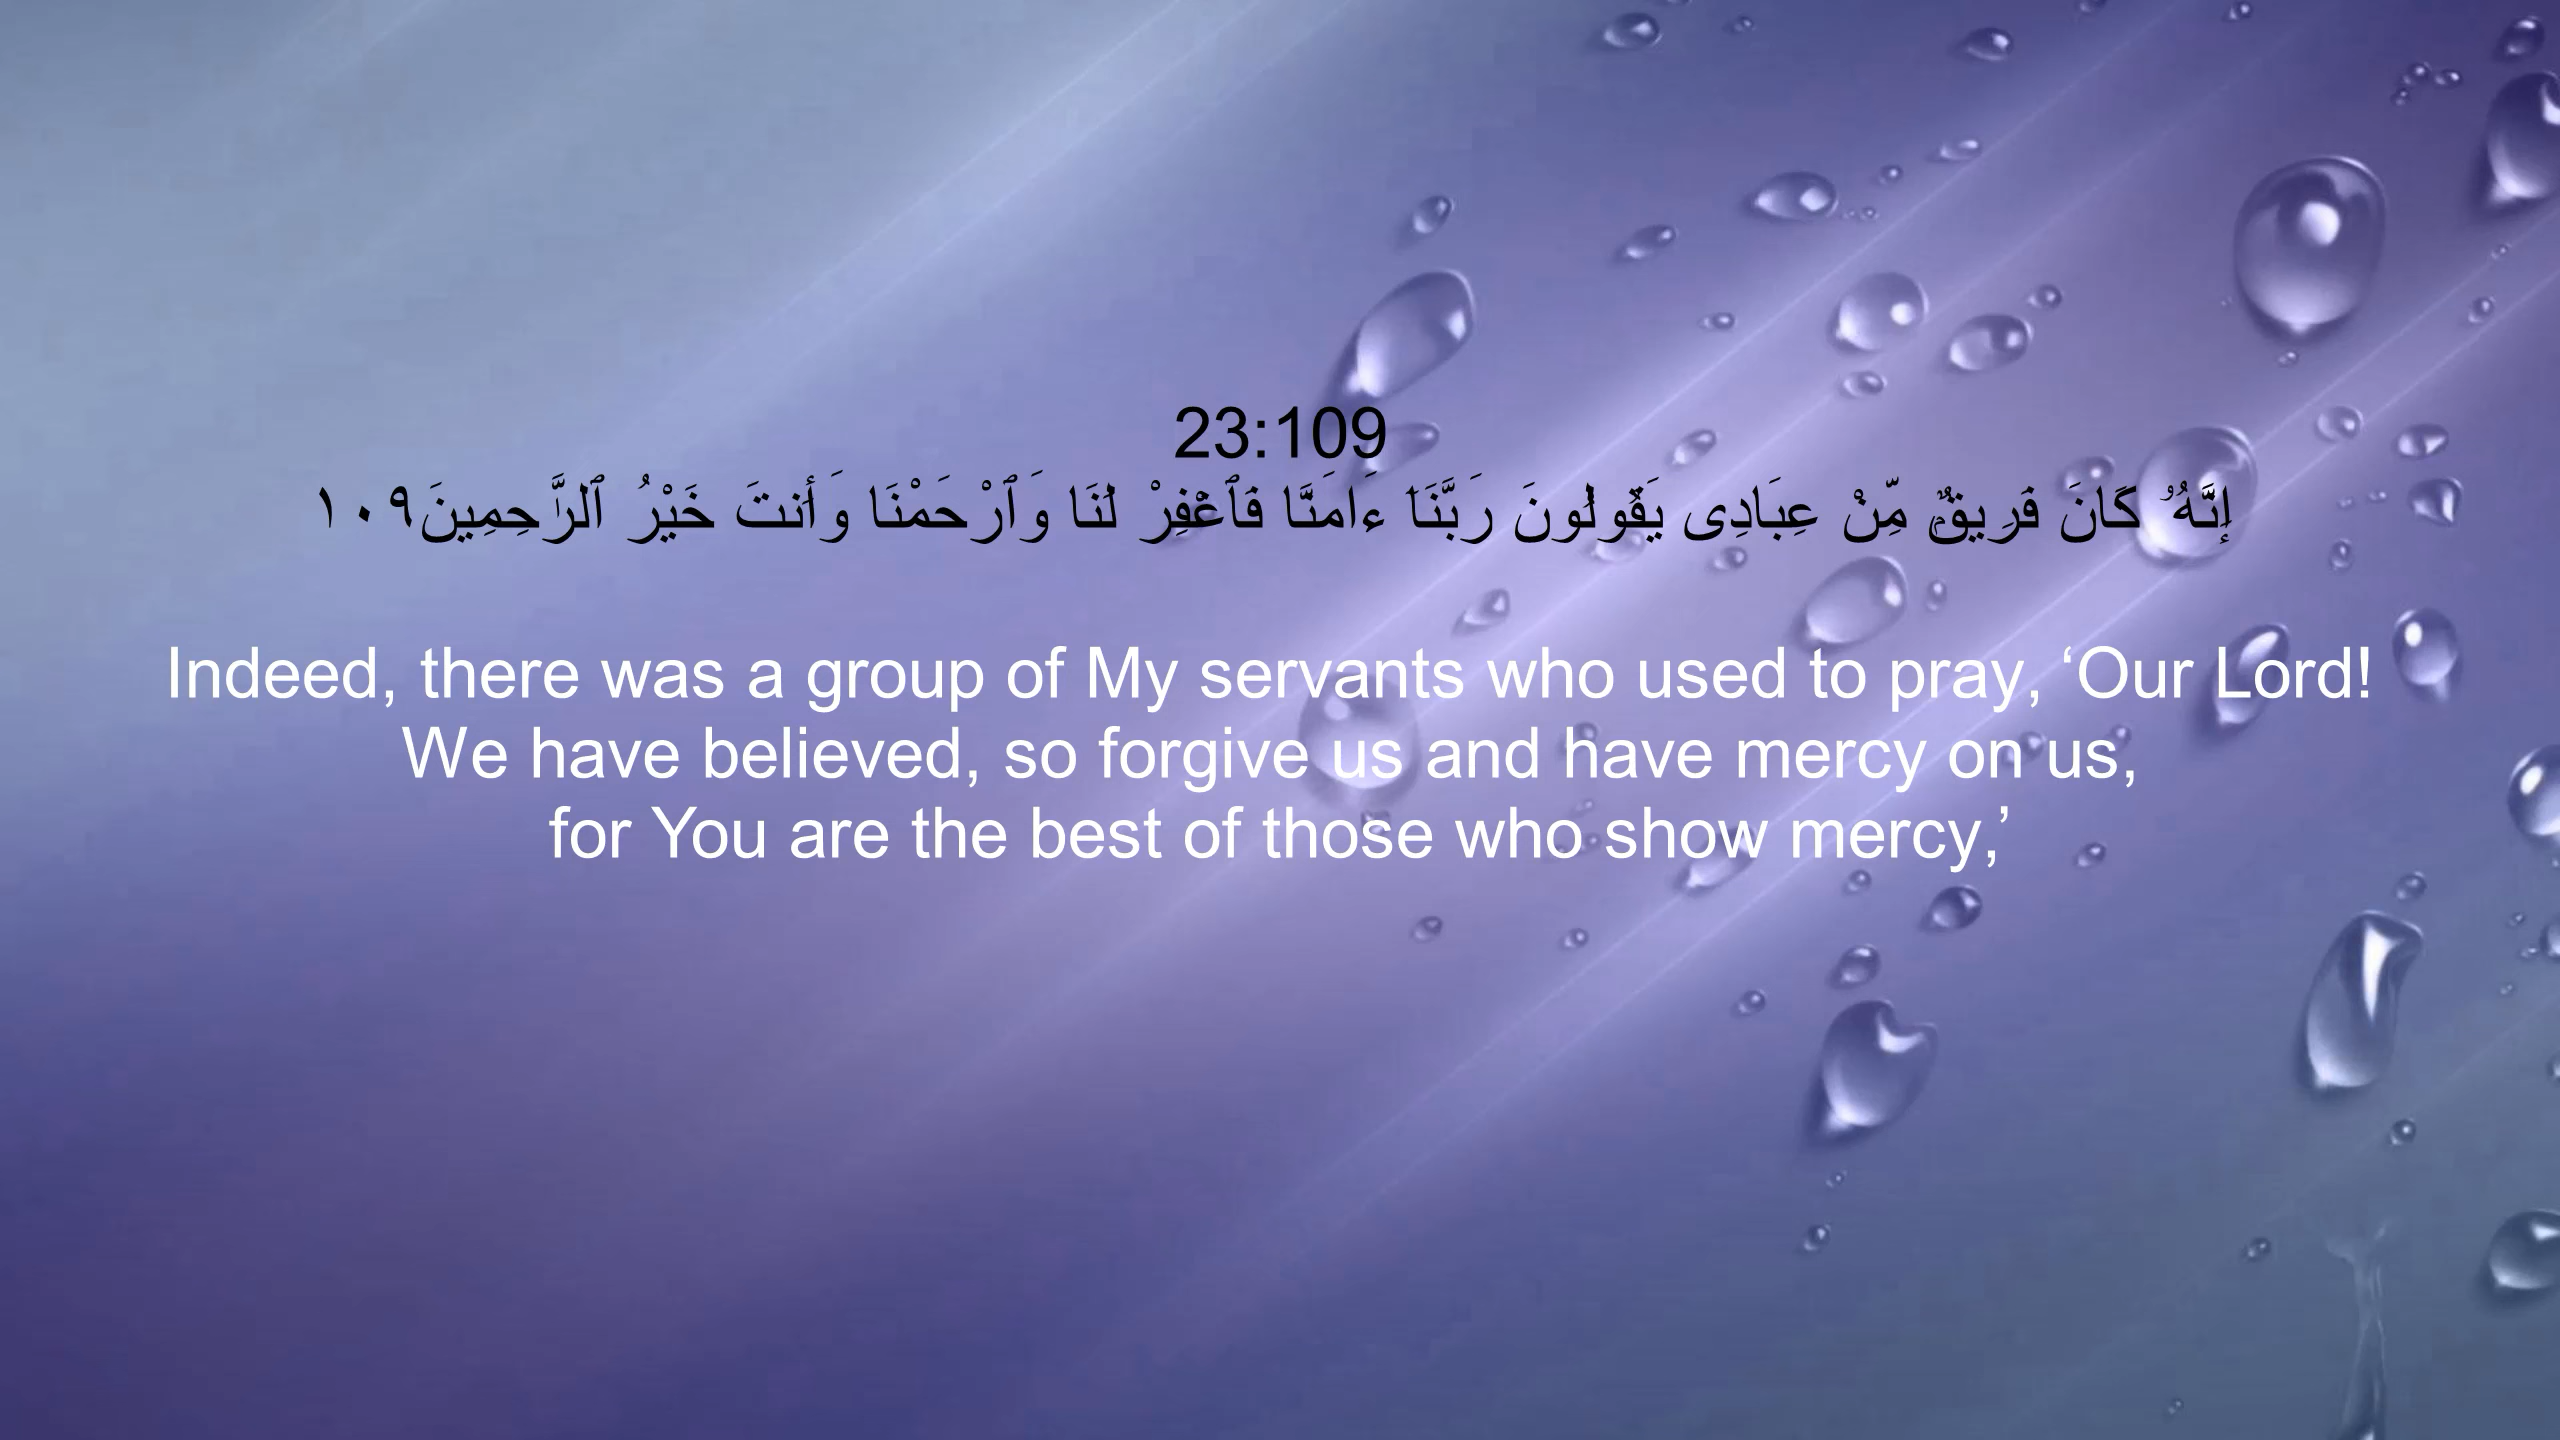 23:109
إِنَّهُۥ كَانَ فَرِيقٌۭ مِّنْ عِبَادِى يَقُولُونَ رَبَّنَآ ءَامَنَّا فَٱغْفِرْ لَنَا وَٱرْحَمْنَا وَأَنتَ خَيْرُ ٱلرَّٰحِمِينَ١٠٩
Indeed, there was a group of My servants who used to pray, ‘Our Lord!
We have believed, so forgive us and have mercy on us,
for You are the best of those who show mercy,’